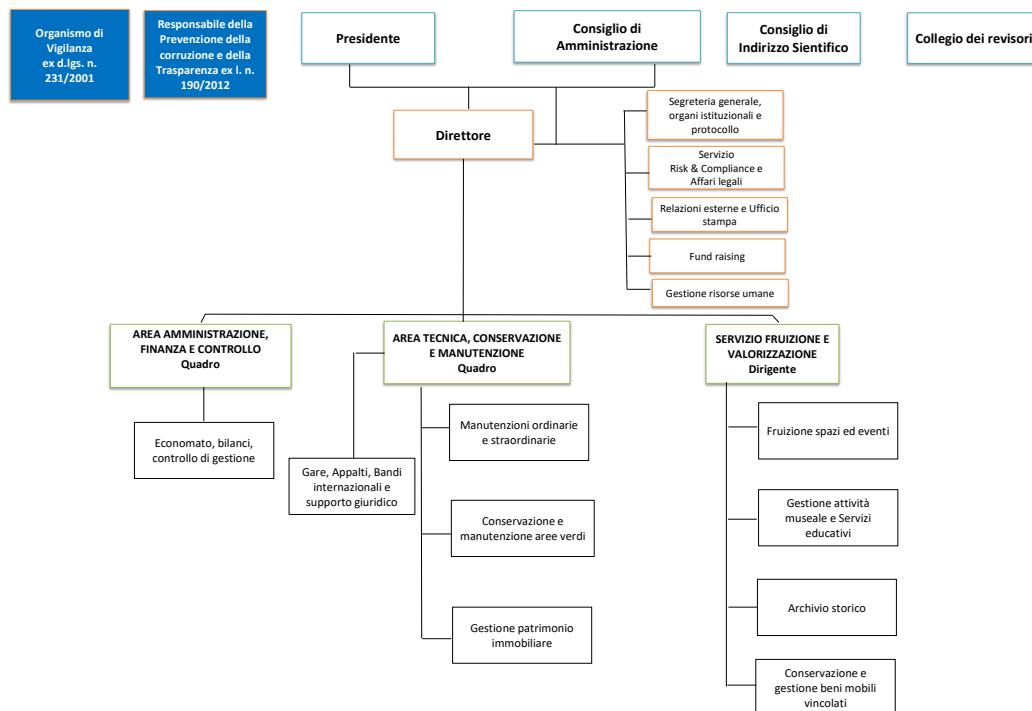 Organismo di
Vigilanza
ex d.lgs. n.
231/2001
Responsabile della
Prevenzione della
corruzione e della
Trasparenza ex l. n.
190/2012
Presidente
Consiglio di
Amministrazione
Consiglio di
Indirizzo Sientifico
Collegio dei revisori
Direttore
Segreteria generale,
organi istituzionali e
protocollo
Servizio
Risk & Compliance e
Affari legali
Relazioni esterne e Ufficio
stampa
Fund raising
Gestione risorse umane
AREA AMMINISTRAZIONE,
FINANZA E CONTROLLO
Quadro
AREA TECNICA, CONSERVAZIONE
E MANUTENZIONE
Quadro
SERVIZIO FRUIZIONE E
VALORIZZAZIONE
Dirigente
Economato, bilanci,
controllo di gestione
Gare, Appalti, Bandi
internazionali e
supporto giuridico
Manutenzioni ordinarie
e straordinarie
Conservazione e
manutenzione aree verdi
Gestione patrimonio
immobiliare
Fruizione spazi ed eventi
Gestione attività
museale e Servizi
educativi
Archivio storico
Conservazione e
gestione beni mobili
vincolati